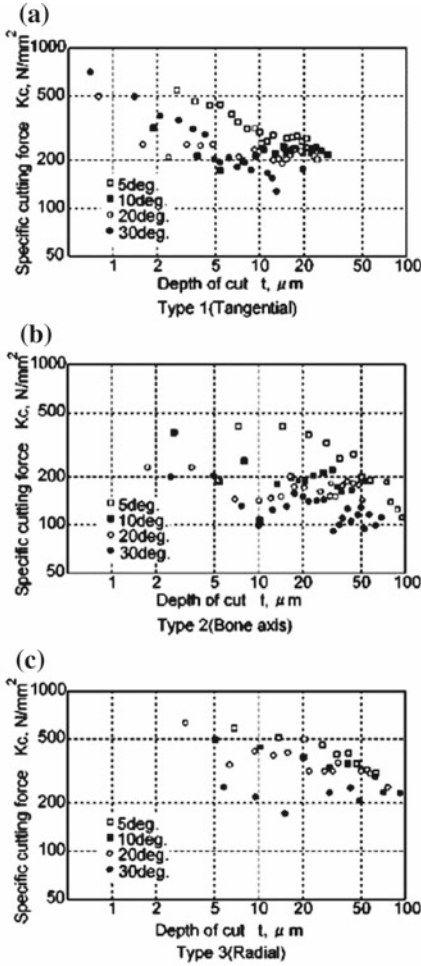 (a)
Specific cutting force Kc, N/mm²
1000
500
200
100
50
5deg.
10deg.
20deg.
30deg.
1 2 5 10 20 50 100
Depth of cut t, μm
Type 1(Tangential)
(b)
Specific cutting force Kc, N/mm²
1000
500
200
100
50
5deg.
10deg.
20deg.
30deg.
1 2 5 10 20 50 100
Depth of cut t, μm
Type 2(Bone axis)
(c)
Specific cutting force Kc, N/mm²
1000
500
200
100
50
5deg.
10deg.
20deg.
30deg.
1 2 5 10 20 50 100
Depth of cut t, μm
Type 3(Radial)